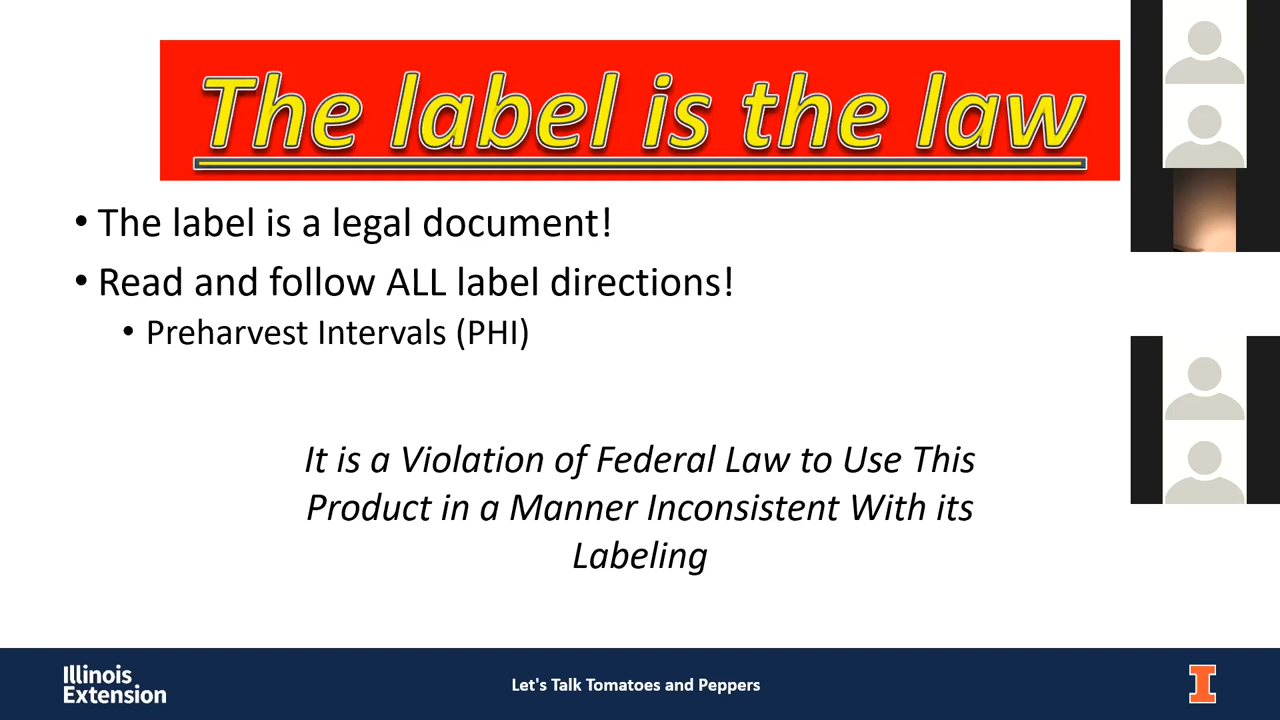 The label is the law
• The label is a legal document!
• Read and follow ALL label directions!
• Preharvest Intervals (PHI)
It is a Violation of Federal Law to Use This
Product in a Manner Inconsistent With its
Labeling
Illinois
Extension
Let's Talk Tomatoes and Peppers
I